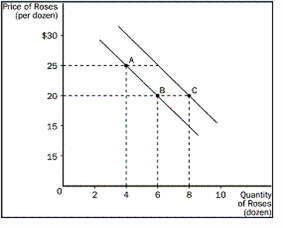 Price of Roses
(per dozen)
$30
25
20
15
15
0
2
4
6
8
10
A
B
C
Quantity
of Roses
(dozen)